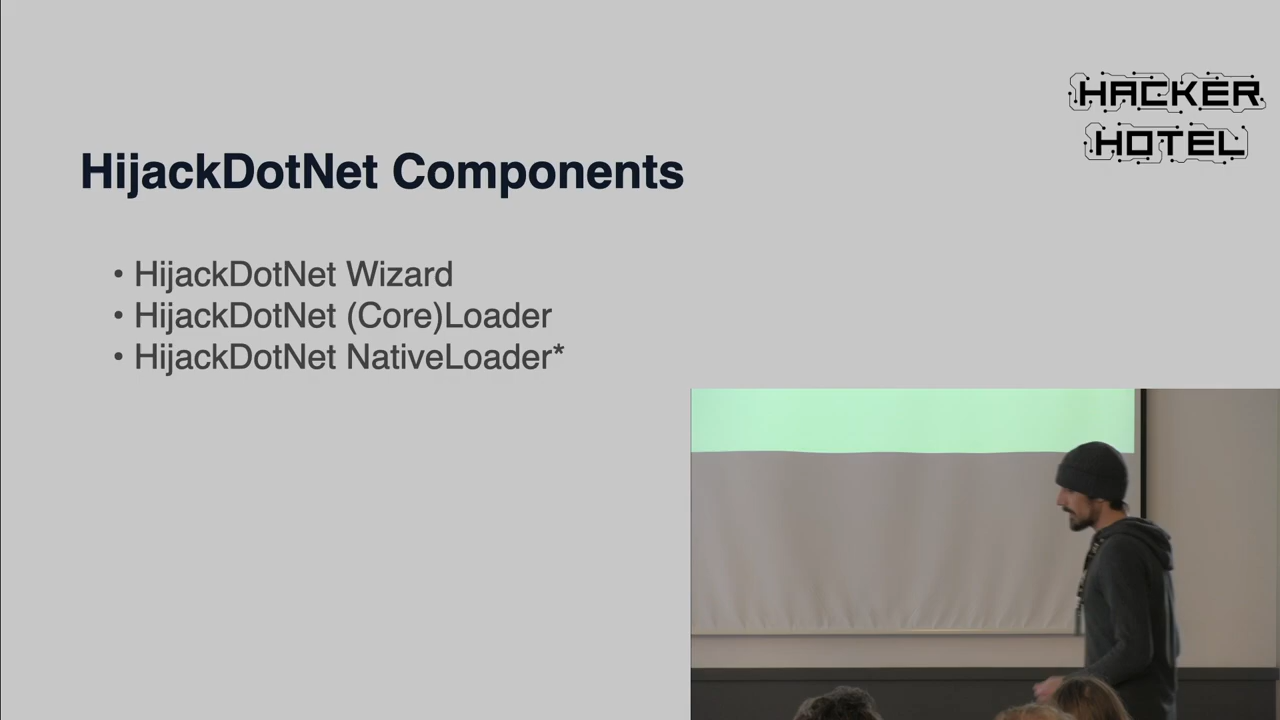 HACKER
HOTEL
HijackDotNet Components
• HijackDotNet Wizard
• HijackDotNet (Core)Loader
• HijackDotNet NativeLoader*